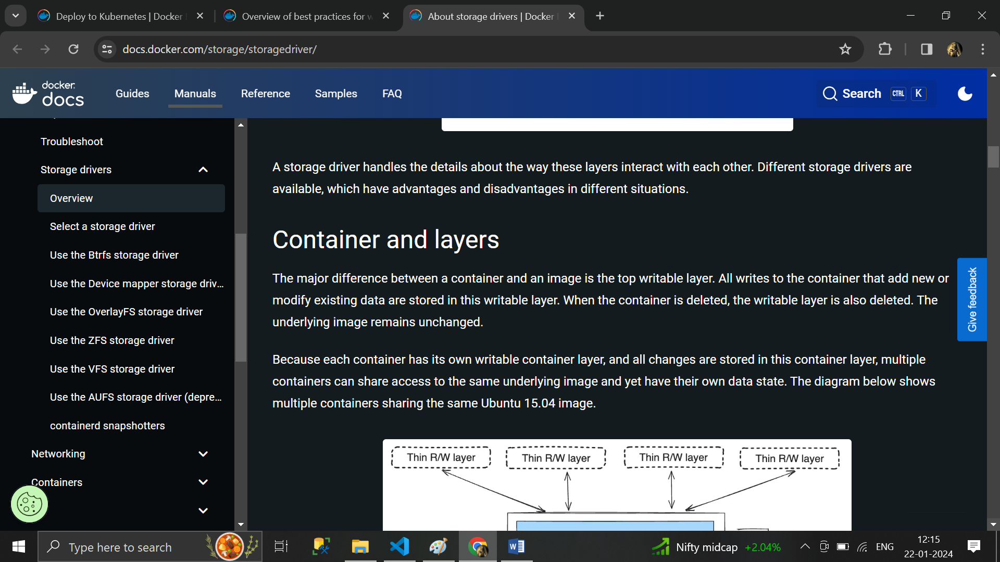 Deploy to Kubernetes | Docker
Overview of best practices for w
About storage drivers | Docker
docs.docker.com/storage/storagedriver/
docker
docs
Guides
Manuals
Reference
Samples
FAQ
Search
CTRL
K
Troubleshoot
Storage drivers
Overview
Select a storage driver
Use the Btrfs storage driver
Use the Device mapper storage driv...
Use the OverlayFS storage driver
Use the ZFS storage driver
Use the VFS storage driver
Use the AUFS storage driver (depre...
containerd snapshotters
Networking
Containers
A storage driver handles the details about the way these layers interact with each other. Different storage drivers are
available, which have advantages and disadvantages in different situations.
Container and layers
The major difference between a container and an image is the top writable layer. All writes to the container that add new or
modify existing data are stored in this writable layer. When the container is deleted, the writable layer is also deleted. The
underlying image remains unchanged.
Because each container has its own writable container layer, and all changes are stored in this container layer, multiple
containers can share access to the same underlying image and yet have their own data state. The diagram below shows
multiple containers sharing the same Ubuntu 15.04 image.
Thin R/W layer
Thin R/W layer
Thin R/W layer
Thin R/W layer
Give feedback
Type here to search
Nifty midcap +2.04%
ENG
12:15
22-01-2024